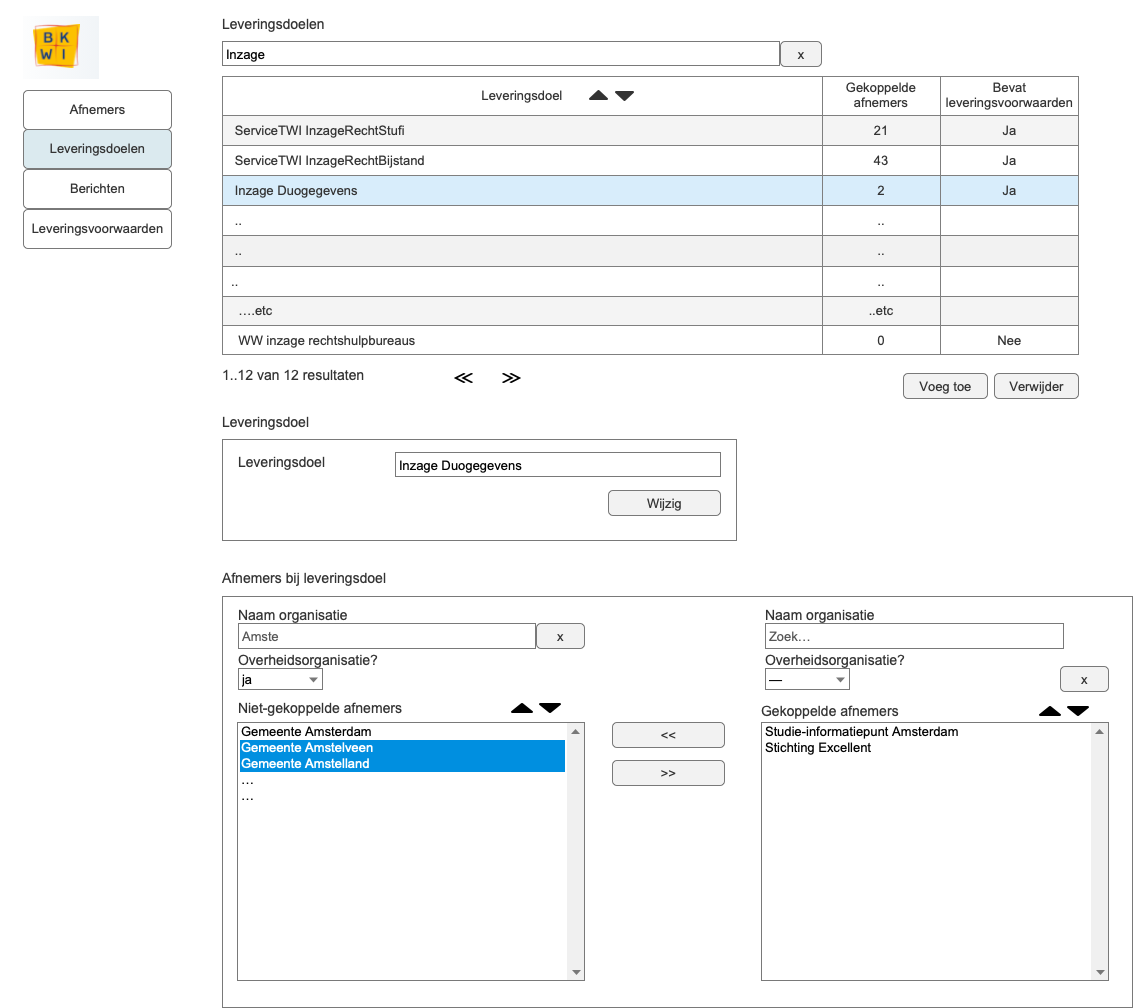 B K
W I
Afnemers
Leveringsdoelen
Berichten
Leveringsvoorwaarden
Leveringsdoelen
Inzage x
Leveringsdoel Gekoppelde afnemers Bevat leveringsvoorwaarden
ServiceTWI InzageRechtStufi 21 Ja
ServiceTWI InzageRechtBijstand 43 Ja
Inzage Duogegevens 2 Ja
.. ..
.. ..
.. ..
….etc ..etc
WW inzage rechtshulpbureaus 0 Nee
1..12 van 12 resultaten ≪ ≫
Voeg toe Verwijder
Leveringsdoel
Leveringsdoel Inzage Duogegevens
Wijzig
Afnemers bij leveringsdoel
Naam organisatie
Amste x
Overheidsorganisatie?
ja
Niet-gekoppelde afnemers
Gemeente Amsterdam
Gemeente Amstelveen
Gemeente Amstelland
…
…
<<
>>
Naam organisatie
Zoek…
Overheidsorganisatie?
— x
Gekoppelde afnemers
Studie-informatiepunt Amsterdam
Stichting Excellent